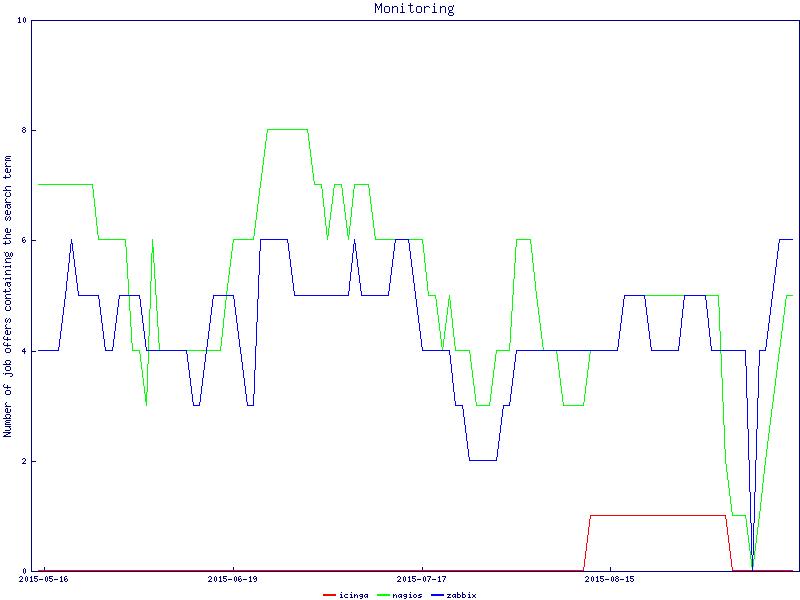 Monitoring
10
8
6
4
2
0
Number of job offers containing the search term
2015-05-16 2015-06-19 2015-07-17 2015-08-15
icinga nagios zabbix